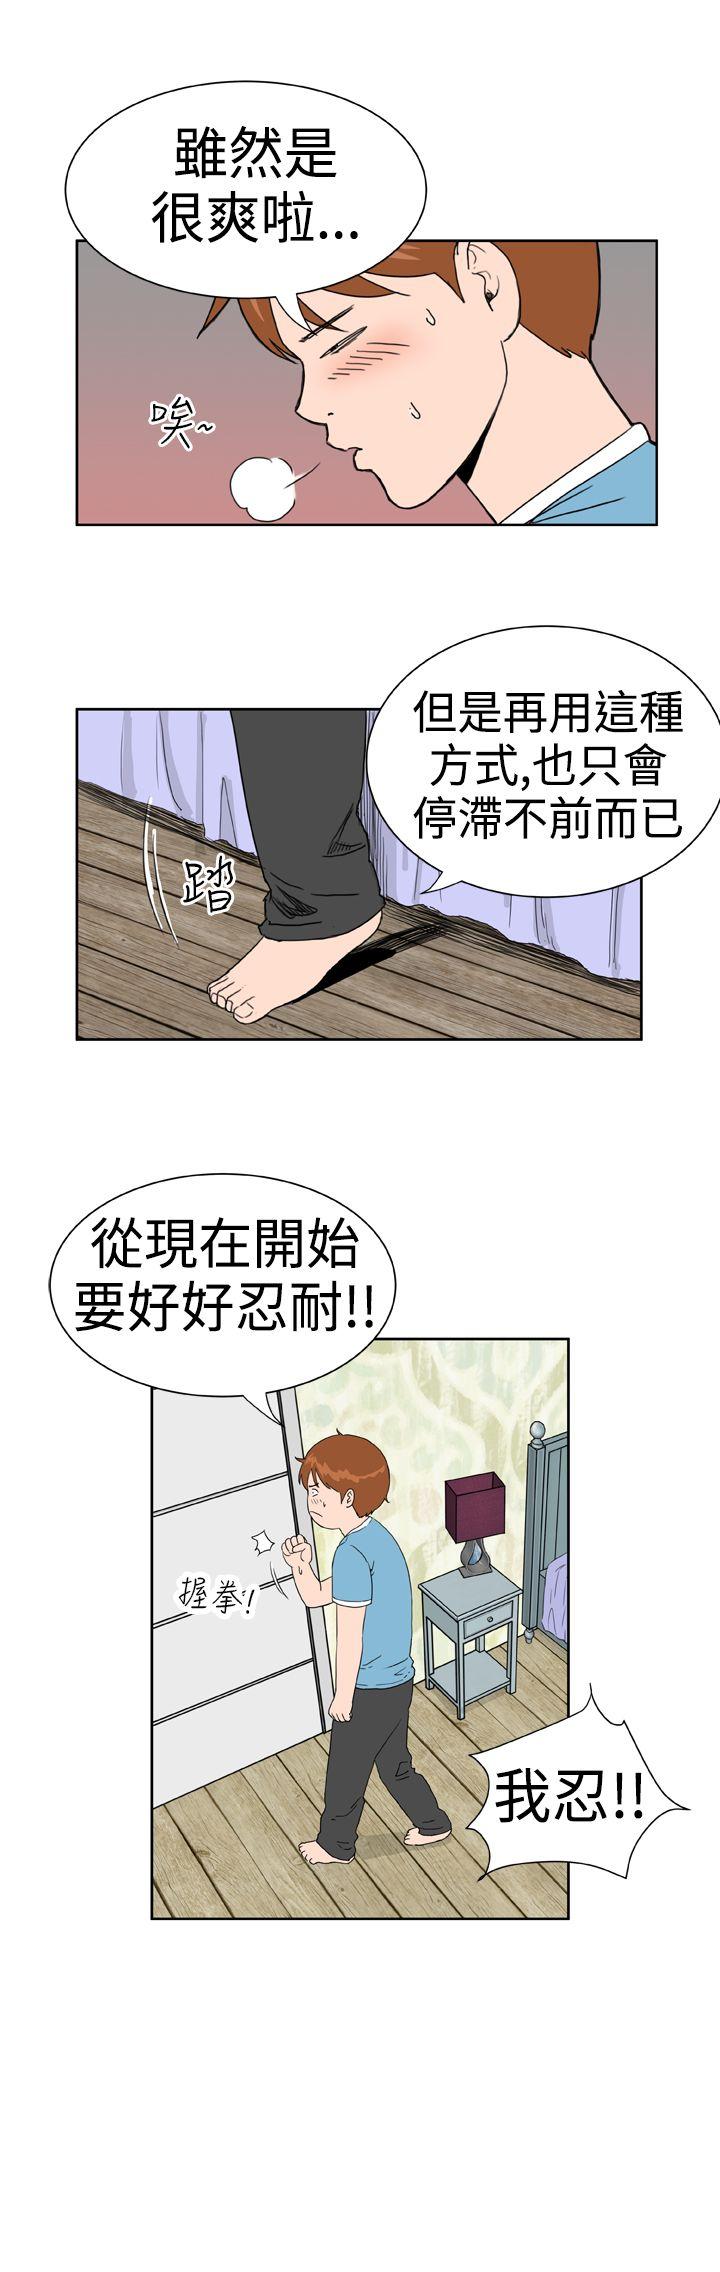 雖然是
很爽啦...
唉~
但是再用這種
方式,也只會
停滯不前而已
踏
從現在開始
要好好忍耐!!
握拳!
我忍!!